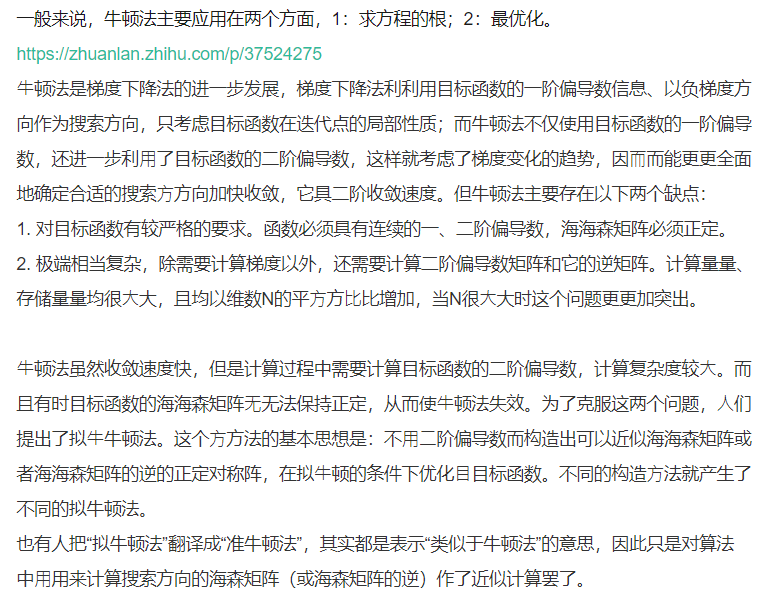 一般来说，牛顿法主要应用在两个方面，1：求方程的根；2：最优化。
https://zhuanlan.zhihu.com/p/37524275
牛顿法是梯度下降法的进一步发展，梯度下降法利利用目标函数的一阶偏导数信息、以负梯度方
向作为搜索方向，只考虑目标函数在迭代点的局部性质；而牛顿法不仅使用目标函数的一阶偏导
数，还进一步利用了目标函数的二阶偏导数，这样就考虑了梯度变化的趋势，因而而能更更全面
地确定合适的搜索方方向加快收敛，它具二阶收敛速度。但牛顿法主要存在以下两个缺点：
1. 对目标函数有较严格的要求。函数必须具有连续的一、二阶偏导数，海海森矩阵必须正定。
2. 极端相当复杂，除需要计算梯度以外，还需要计算二阶偏导数矩阵和它的逆矩阵。计算量量、
存储量量均很大大，且均以维数N的平方方比比增加，当N很大大时这个问题更更加突出。
牛顿法虽然收敛速度快，但是计算过程中需要计算目标函数的二阶偏导数，计算复杂度较大。而
且有时目标函数的海海森矩阵无无法保持正定，从而使牛顿法失效。为了克服这两个问题，人们
提出了拟牛牛顿法。这个方方法的基本思想是：不用二阶偏导数而构造出可以近似海海森矩阵或
者海海森矩阵的逆的正定对称阵，在拟牛顿的条件下优化目目标函数。不同的构造方法就产生了
不同的拟牛顿法。
也有人把“拟牛顿法”翻译成“准牛顿法”，其实都是表示“类似于牛顿法”的意思，因此只是对算法
中用用来计算搜索方向的海森矩阵（或海森矩阵的逆）作了近似计算罢了。